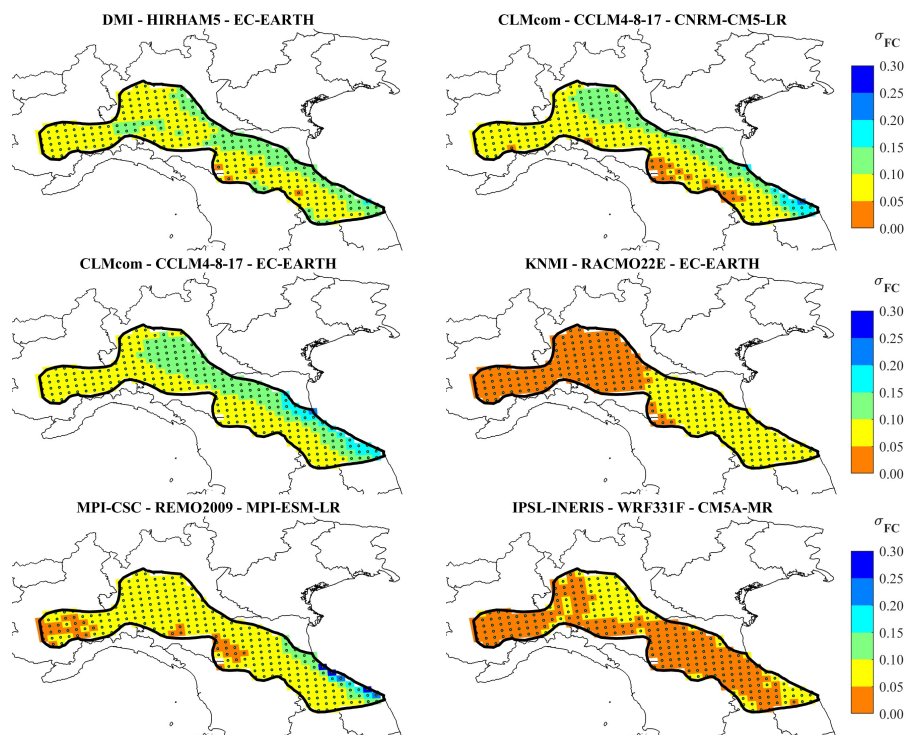 DMI - HIRHAM5 - EC-EARTH
CLMcom - CCLM4-8-17 - CNRM-CM5-LR
σFC
0.30
0.25
0.20
0.15
0.10
0.05
0.00
CLMcom - CCLM4-8-17 - EC-EARTH
KNMI - RACMO22E - EC-EARTH
σFC
0.30
0.25
0.20
0.15
0.10
0.05
0.00
MPI-CSC - REMO2009 - MPI-ESM-LR
IPSL-INERIS - WRF331F - CM5A-MR
σFC
0.30
0.25
0.20
0.15
0.10
0.05
0.00